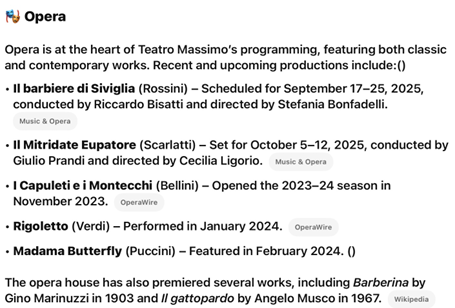 🎭 Opera
Opera is at the heart of Teatro Massimo’s programming, featuring both classic
and contemporary works. Recent and upcoming productions include:()
• Il barbiere di Siviglia (Rossini) – Scheduled for September 17–25, 2025,
conducted by Riccardo Bisatti and directed by Stefania Bonfadelli.
Music & Opera
• Il Mitridate Eupatore (Scarlatti) – Set for October 5–12, 2025, conducted by
Giulio Prandi and directed by Cecilia Ligorio. Music & Opera
• I Capuleti e i Montecchi (Bellini) – Opened the 2023–24 season in
November 2023. OperaWire
• Rigoletto (Verdi) – Performed in January 2024. OperaWire
• Madama Butterfly (Puccini) – Featured in February 2024. ()
The opera house has also premiered several works, including Barberina by
Gino Marinuzzi in 1903 and Il gattopardo by Angelo Musco in 1967. Wikipedia